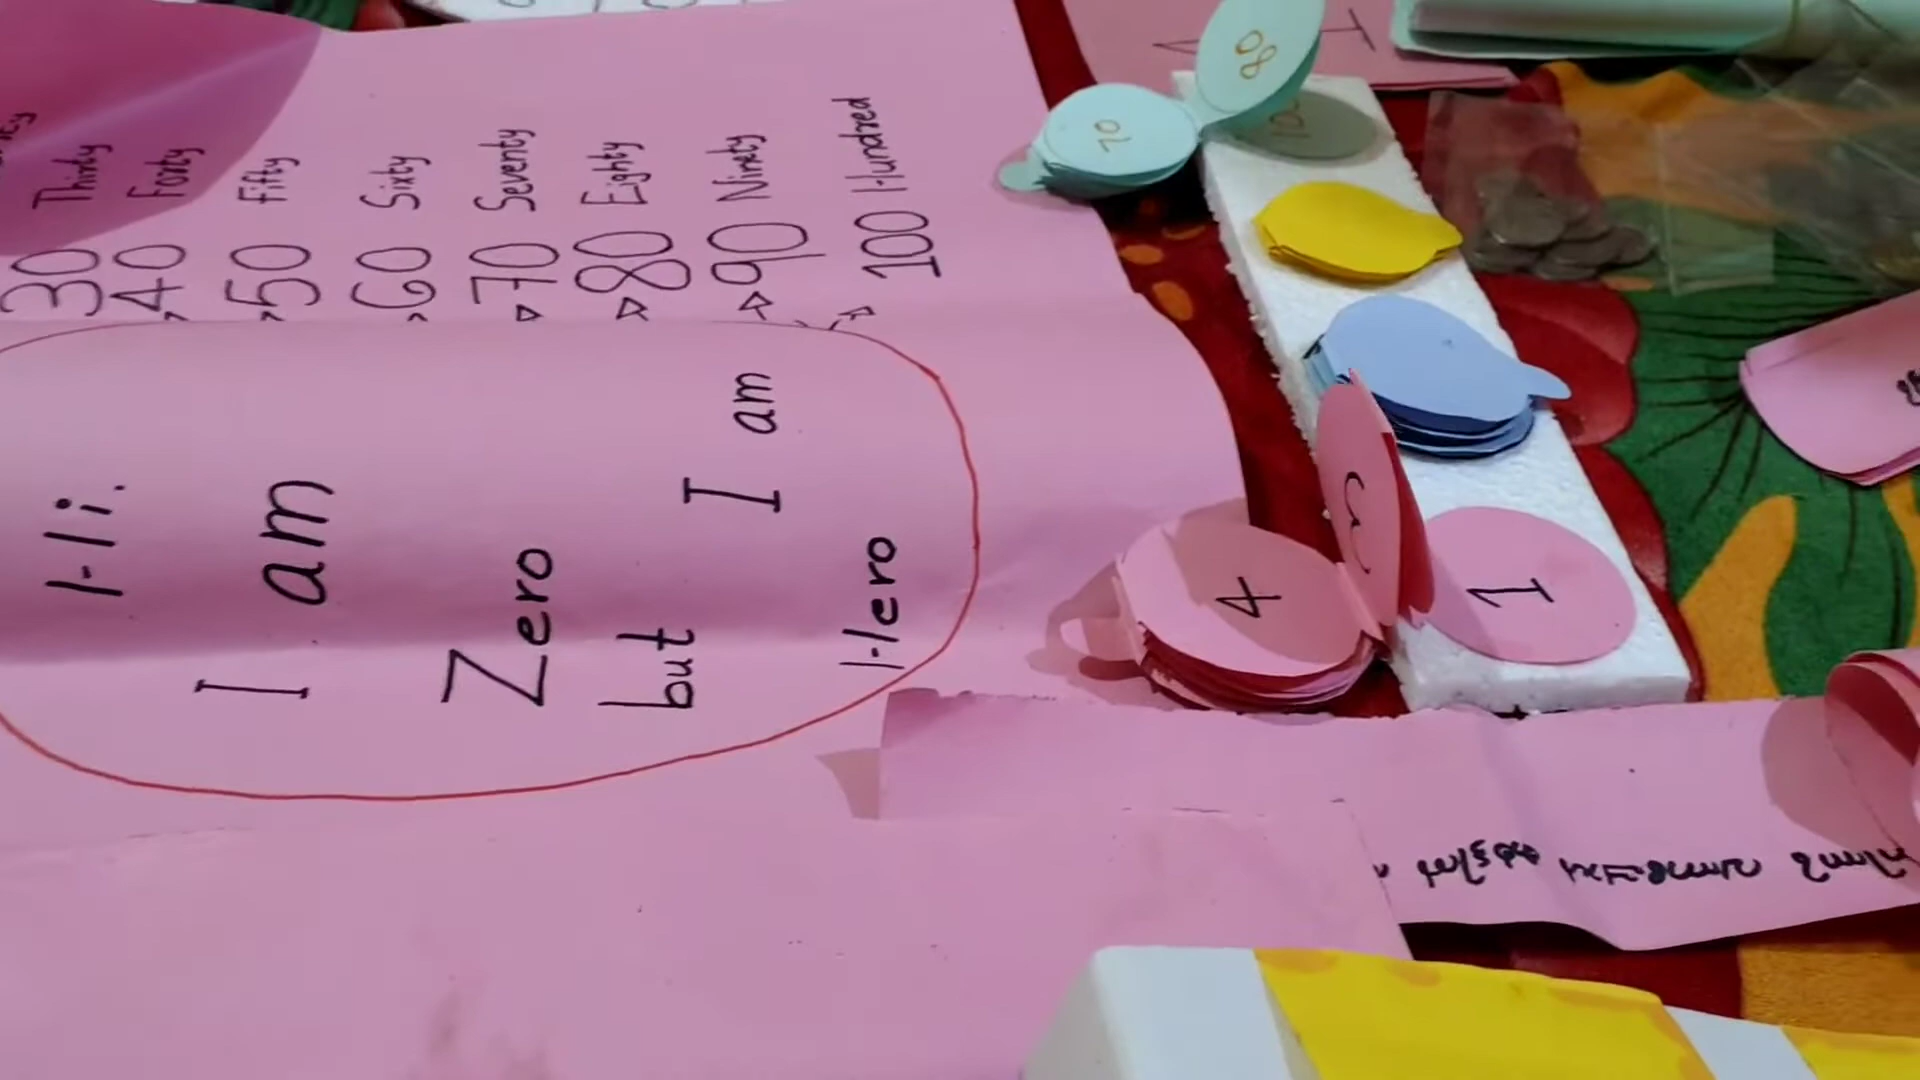 30 Thirty
40 Forty
50 Fifty
60 Sixty
70 Seventy
80 Eighty
90 Ninety
100 Hundred
Hi.
I am
Zero
but I am
Hero
80
70
3
4
1